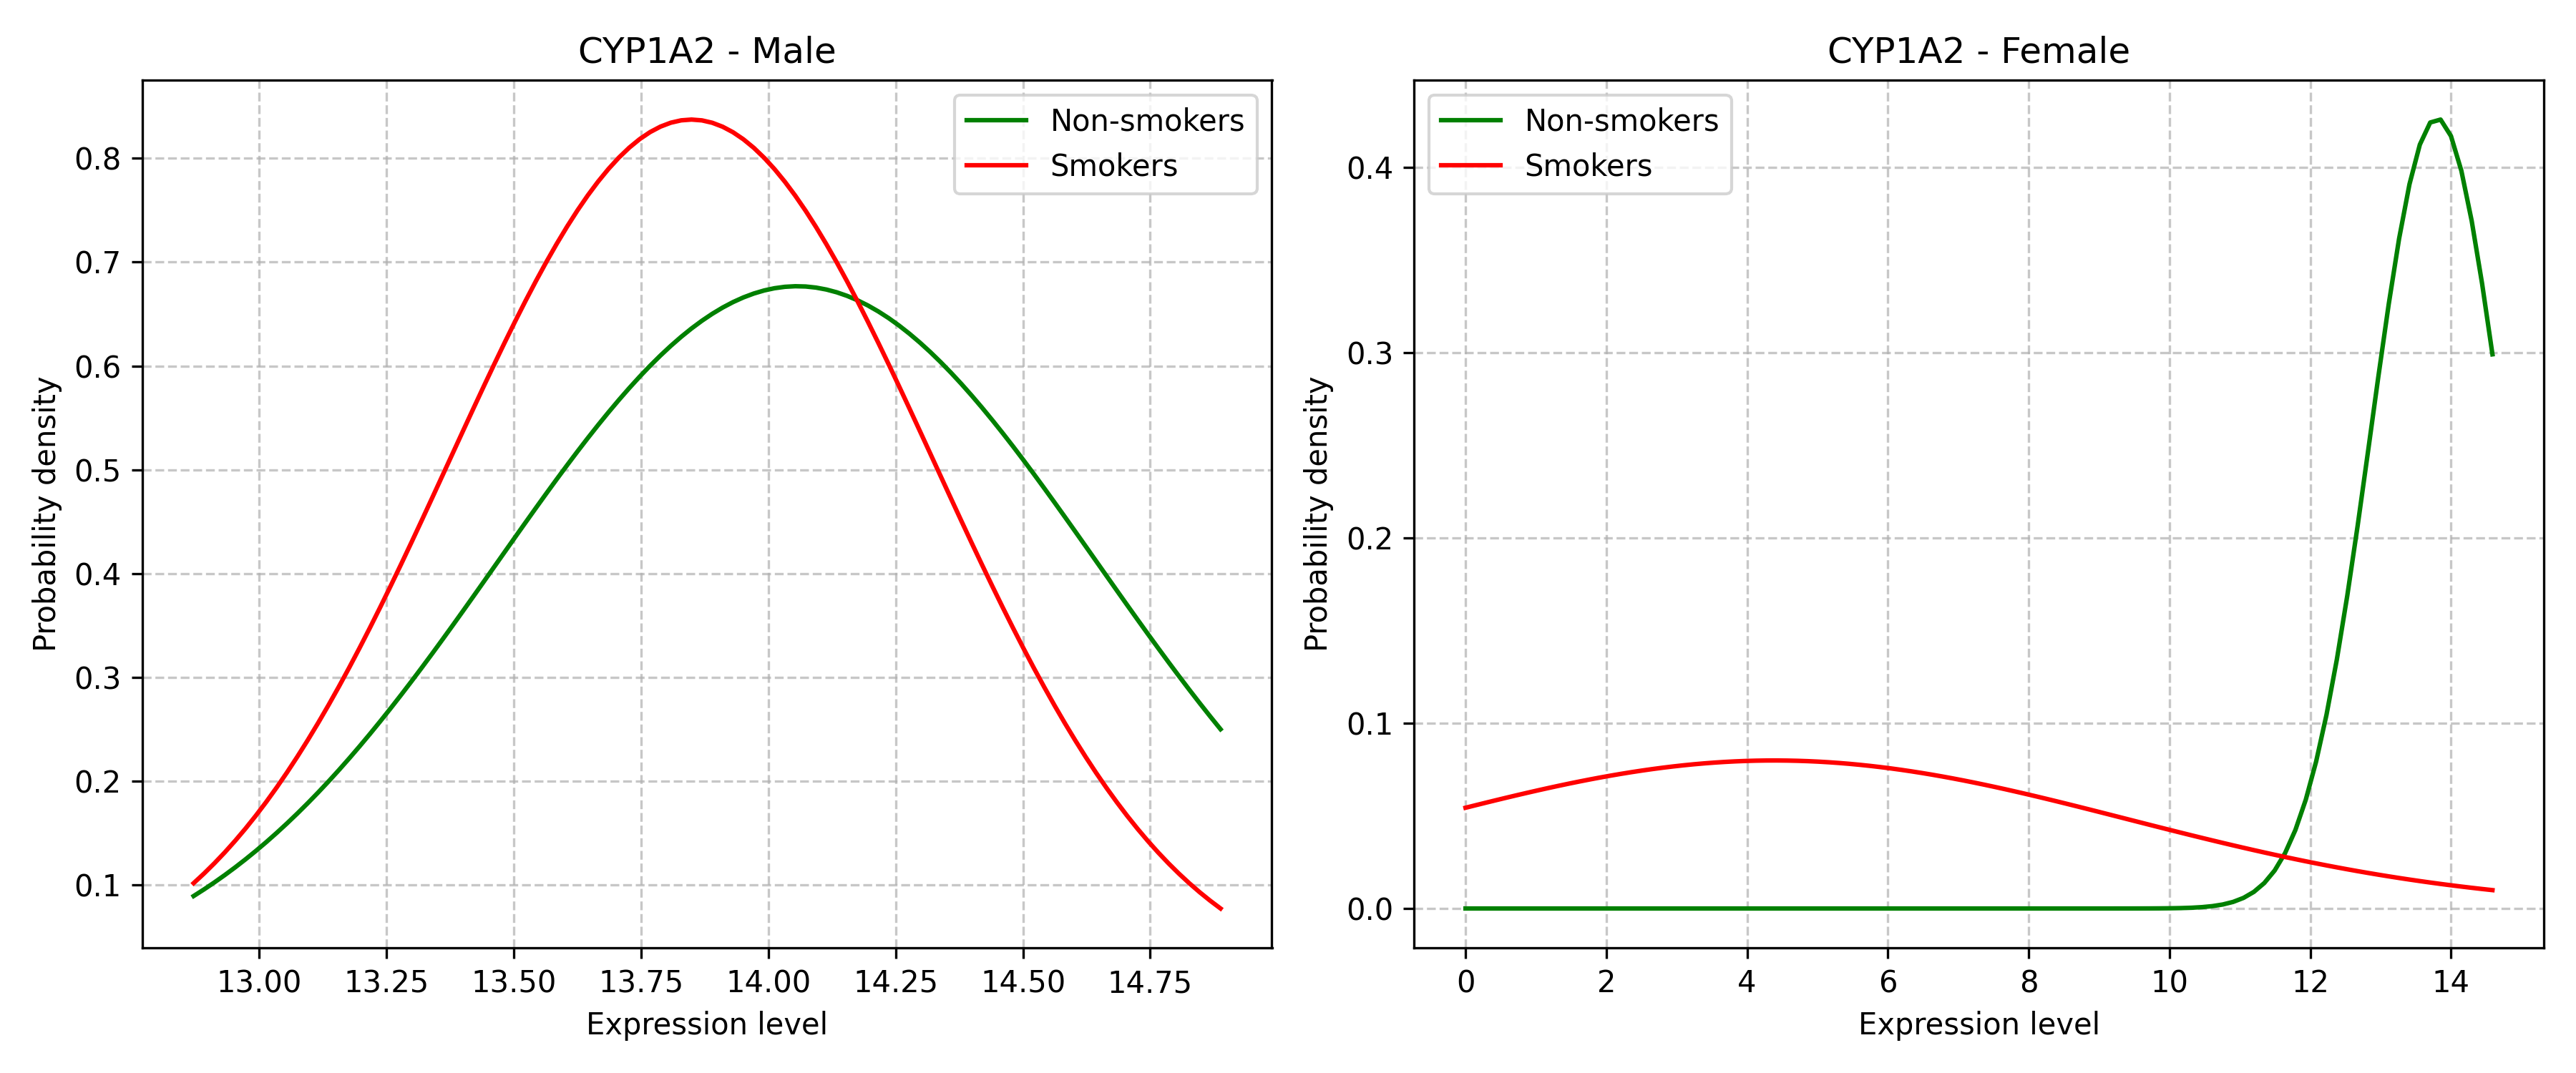 CYP1A2 - Male
Non-smokers
Smokers
Probability density
0.8
0.7
0.6
0.5
0.4
0.3
0.2
0.1
13.00 13.25 13.50 13.75 14.00 14.25 14.50 14.75
Expression level
CYP1A2 - Female
Non-smokers
Smokers
Probability density
0.4
0.3
0.2
0.1
0.0
0 2 4 6 8 10 12 14
Expression level